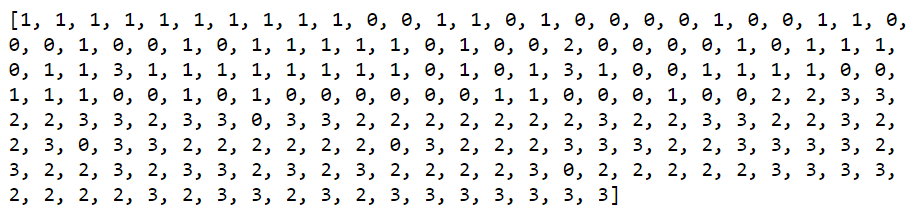 [1, 1, 1, 1, 1, 1, 1, 1, 1, 1, 0, 0, 1, 1, 0, 1, 0, 0, 0, 0, 1, 0, 0, 1, 1, 0,
0, 0, 1, 0, 0, 1, 0, 1, 1, 1, 1, 1, 0, 1, 0, 0, 2, 0, 0, 0, 0, 1, 0, 1, 1, 1,
0, 1, 1, 3, 1, 1, 1, 1, 1, 1, 1, 1, 0, 1, 0, 1, 3, 1, 0, 0, 1, 1, 1, 1, 0, 0,
1, 1, 1, 0, 0, 1, 0, 1, 0, 0, 0, 0, 0, 0, 1, 1, 0, 0, 0, 1, 0, 0, 2, 2, 3, 3,
2, 2, 3, 3, 2, 3, 3, 0, 3, 3, 2, 2, 2, 2, 2, 2, 2, 3, 2, 2, 3, 3, 2, 2, 3, 2,
2, 3, 0, 3, 3, 2, 2, 2, 2, 2, 2, 0, 3, 2, 2, 2, 3, 3, 3, 2, 2, 3, 3, 3, 3, 2,
3, 2, 2, 3, 2, 3, 3, 2, 3, 2, 3, 2, 2, 2, 2, 3, 0, 2, 2, 2, 2, 2, 3, 3, 3, 3,
2, 2, 2, 2, 3, 2, 3, 3, 2, 3, 2, 3, 3, 3, 3, 3, 3, 3]